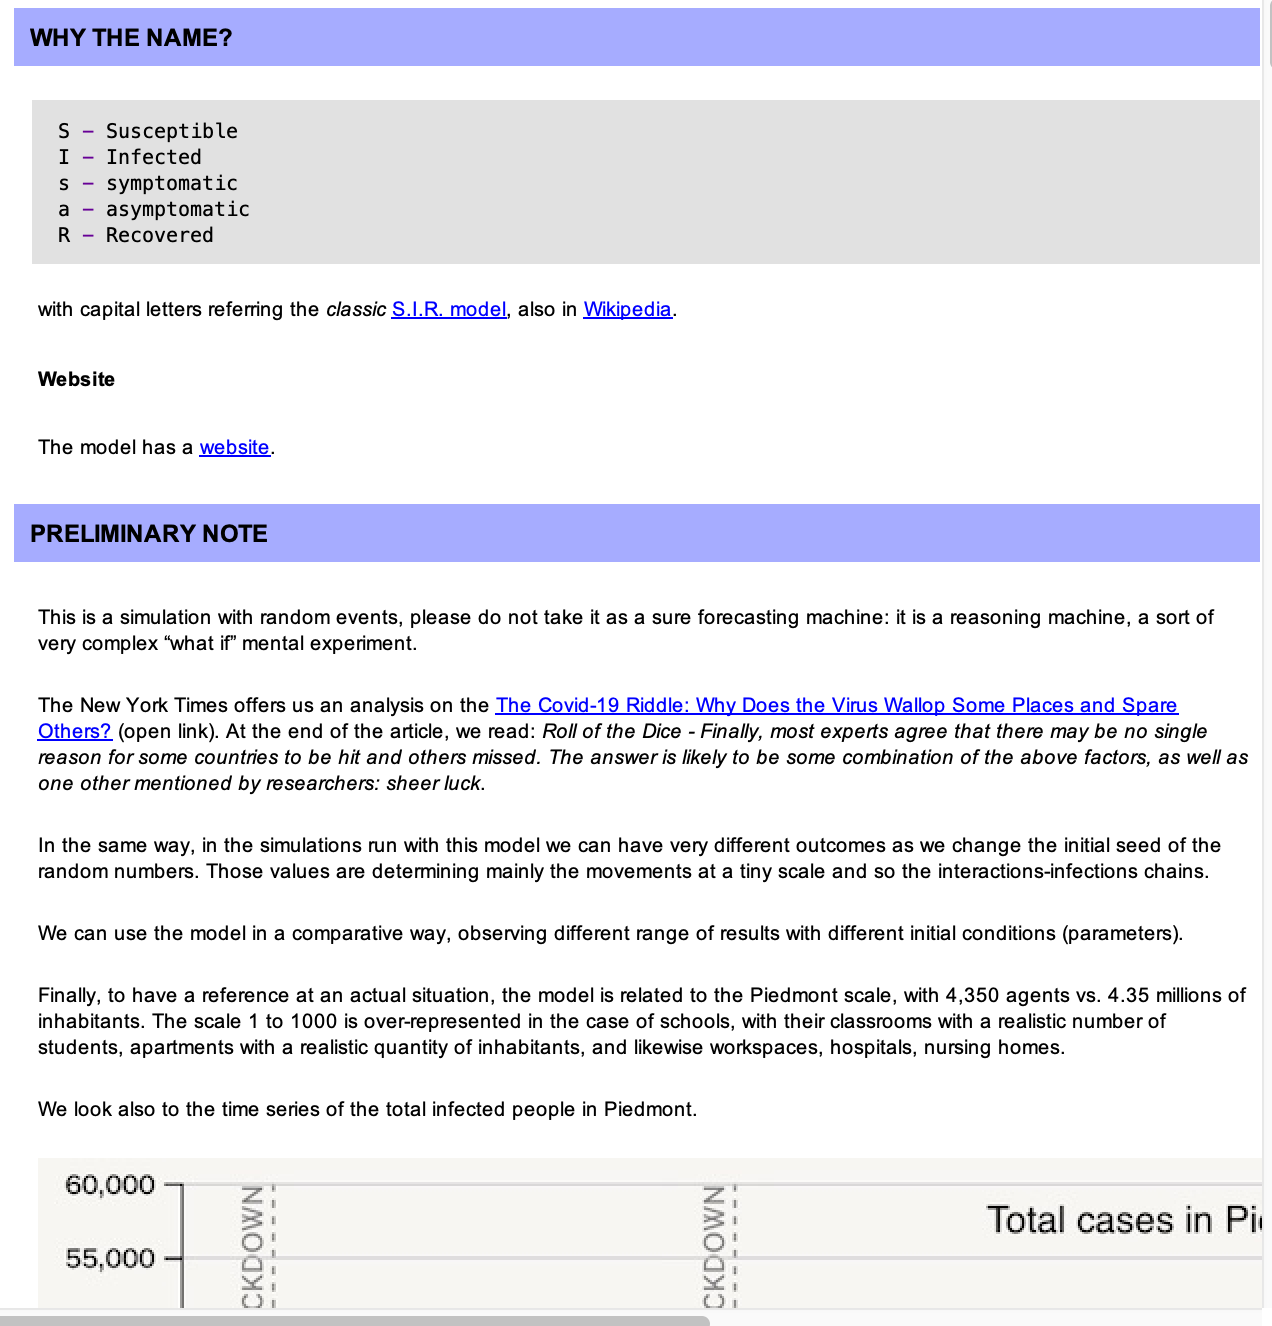 WHY THE NAME?
S – Susceptible
I – Infected
s – symptomatic
a – asymptomatic
R – Recovered
with capital letters referring the classic S.I.R. model, also in Wikipedia.
Website
The model has a website.
PRELIMINARY NOTE
This is a simulation with random events, please do not take it as a sure forecasting machine: it is a reasoning machine, a sort of
very complex “what if” mental experiment.
The New York Times offers us an analysis on the The Covid-19 Riddle: Why Does the Virus Wallop Some Places and Spare
Others? (open link). At the end of the article, we read: Roll of the Dice - Finally, most experts agree that there may be no single
reason for some countries to be hit and others missed. The answer is likely to be some combination of the above factors, as well as
one other mentioned by researchers: sheer luck.
In the same way, in the simulations run with this model we can have very different outcomes as we change the initial seed of the
random numbers. Those values are determining mainly the movements at a tiny scale and so the interactions-infections chains.
We can use the model in a comparative way, observing different range of results with different initial conditions (parameters).
Finally, to have a reference at an actual situation, the model is related to the Piedmont scale, with 4,350 agents vs. 4.35 millions of
inhabitants. The scale 1 to 1000 is over-represented in the case of schools, with their classrooms with a realistic number of
students, apartments with a realistic quantity of inhabitants, and likewise workspaces, hospitals, nursing homes.
We look also to the time series of the total infected people in Piedmont.
60,000
55,000
CKDOWN
CKDOWN
Total cases in Pi